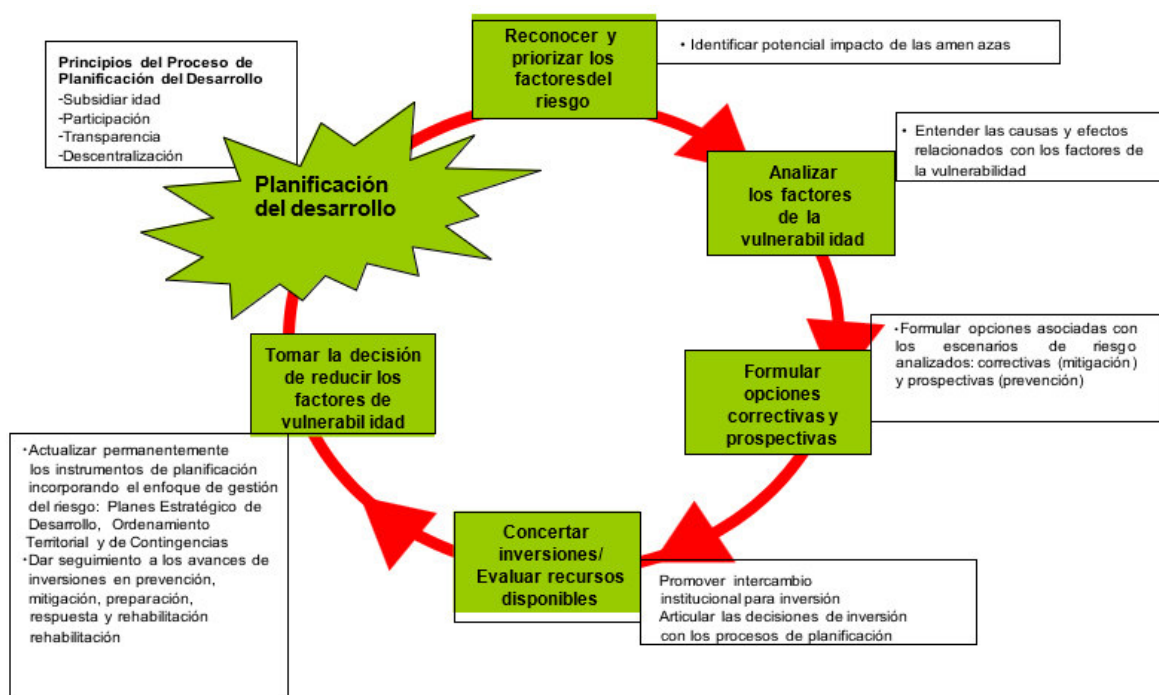 Principios del Proceso de
Planificación del Desarrollo
-Subsidiar idad
-Participación
-Transparencia
-Descentralización
Planificación
del desarrollo
Reconocer y
priorizar los
factoresdel
riesgo
• Identificar potencial impacto de las amen azas
Analizar
los factores
de la
vulnerabil idad
• Entender las causas y efectos
relacionados con los factores de
la vulnerabilidad
Formular
opciones
correctivas y
prospectivas
•Formular opciones asociadas con
los escenarios de riesgo
analizados: correctivas (mitigación )
y prospectivas (prevención)
Concertar
inversiones/
Evaluar recursos
disponibles
Promover intercambio
institucional para inversión
Articular las decisiones de inversión
con los procesos de planificación
Tomar la decisión
de reducir los
factores de
vulnerabil idad
•Actualizar permanentemente
los instrumentos de planificación
incorporando el enfoque de gestión
del riesgo: Planes Estratégico de
Desarrollo, Ordenamiento
Territorial y de Contingencias
•Dar seguimiento a los avances de
inversiones en prevención,
mitigación, preparación,
respuesta y rehabilitación
rehabilitación